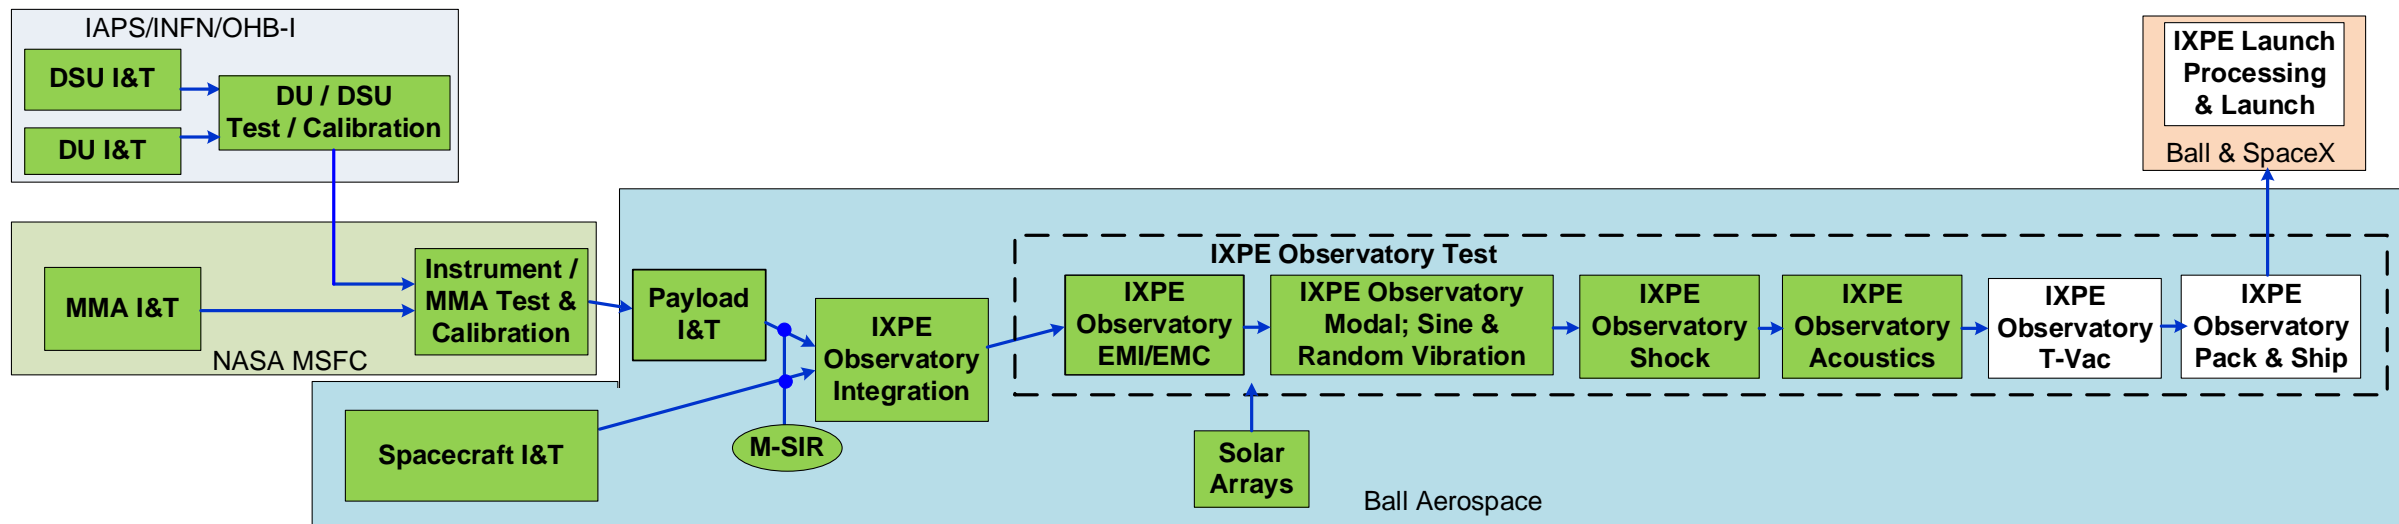 IAPS/INFN/OHB-I
DSU I&T
DU I&T
DU / DSU
Test / Calibration
MMA I&T
Instrument /
MMA Test &
Calibration
NASA MSFC
Payload
I&T
Spacecraft I&T
M-SIR
IXPE
Observatory
Integration
IXPE Observatory Test
IXPE
Observatory
EMI/EMC
IXPE Observatory
Modal; Sine &
Random Vibration
IXPE
Observatory
Shock
IXPE
Observatory
Acoustics
IXPE
Observatory
T-Vac
IXPE
Observatory
Pack & Ship
Solar
Arrays
Ball Aerospace
IXPE Launch
Processing
& Launch
Ball & SpaceX